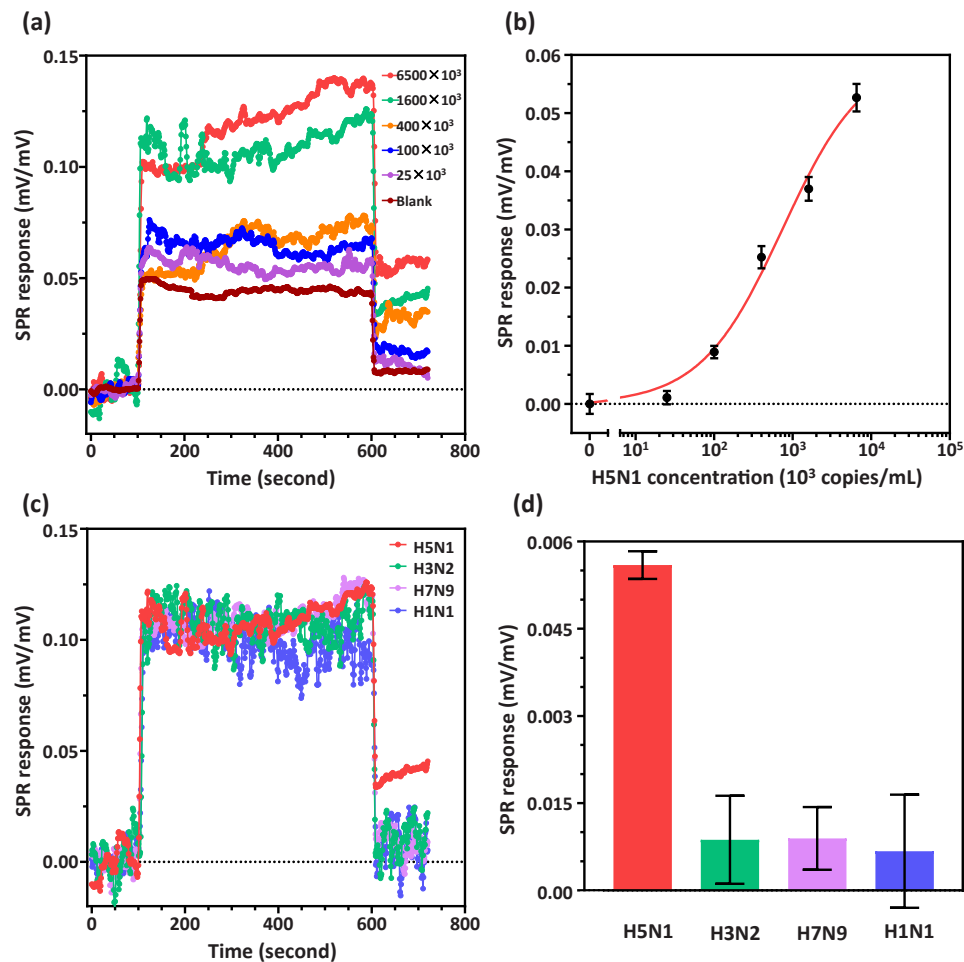 (a)
SPR response (mV/mV)
0.15
0.10
0.05
0.00
6500×10³
1600×10³
400×10³
100×10³
25×10³
Blank
0 200 400 600 800
Time (second)
(b)
SPR response (mV/mV)
0.06
0.05
0.04
0.03
0.02
0.01
0.00
0 10¹ 10² 10³ 10⁴ 10⁵
H5N1 concentration (10³ copies/mL)
(c)
SPR response (mV/mV)
0.15
0.10
0.05
0.00
H5N1
H3N2
H7N9
H1N1
0 200 400 600 800
Time (second)
(d)
SPR response (mV/mV)
0.006
0.0045
0.003
0.015
0.00
H5N1 H3N2 H7N9 H1N1